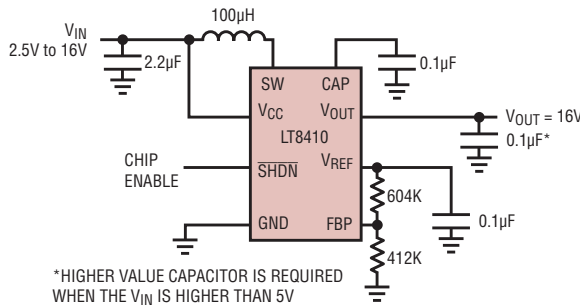 100µH
VIN
2.5V to 16V
2.2µF
0.1µF
SW
CAP
VCC
VOUT
LT8410
VOUT = 16V
0.1µF*
CHIP
ENABLE
SHDN
VREF
604K
0.1µF
GND
FBP
412K
*HIGHER VALUE CAPACITOR IS REQUIRED
WHEN THE VIN IS HIGHER THAN 5V